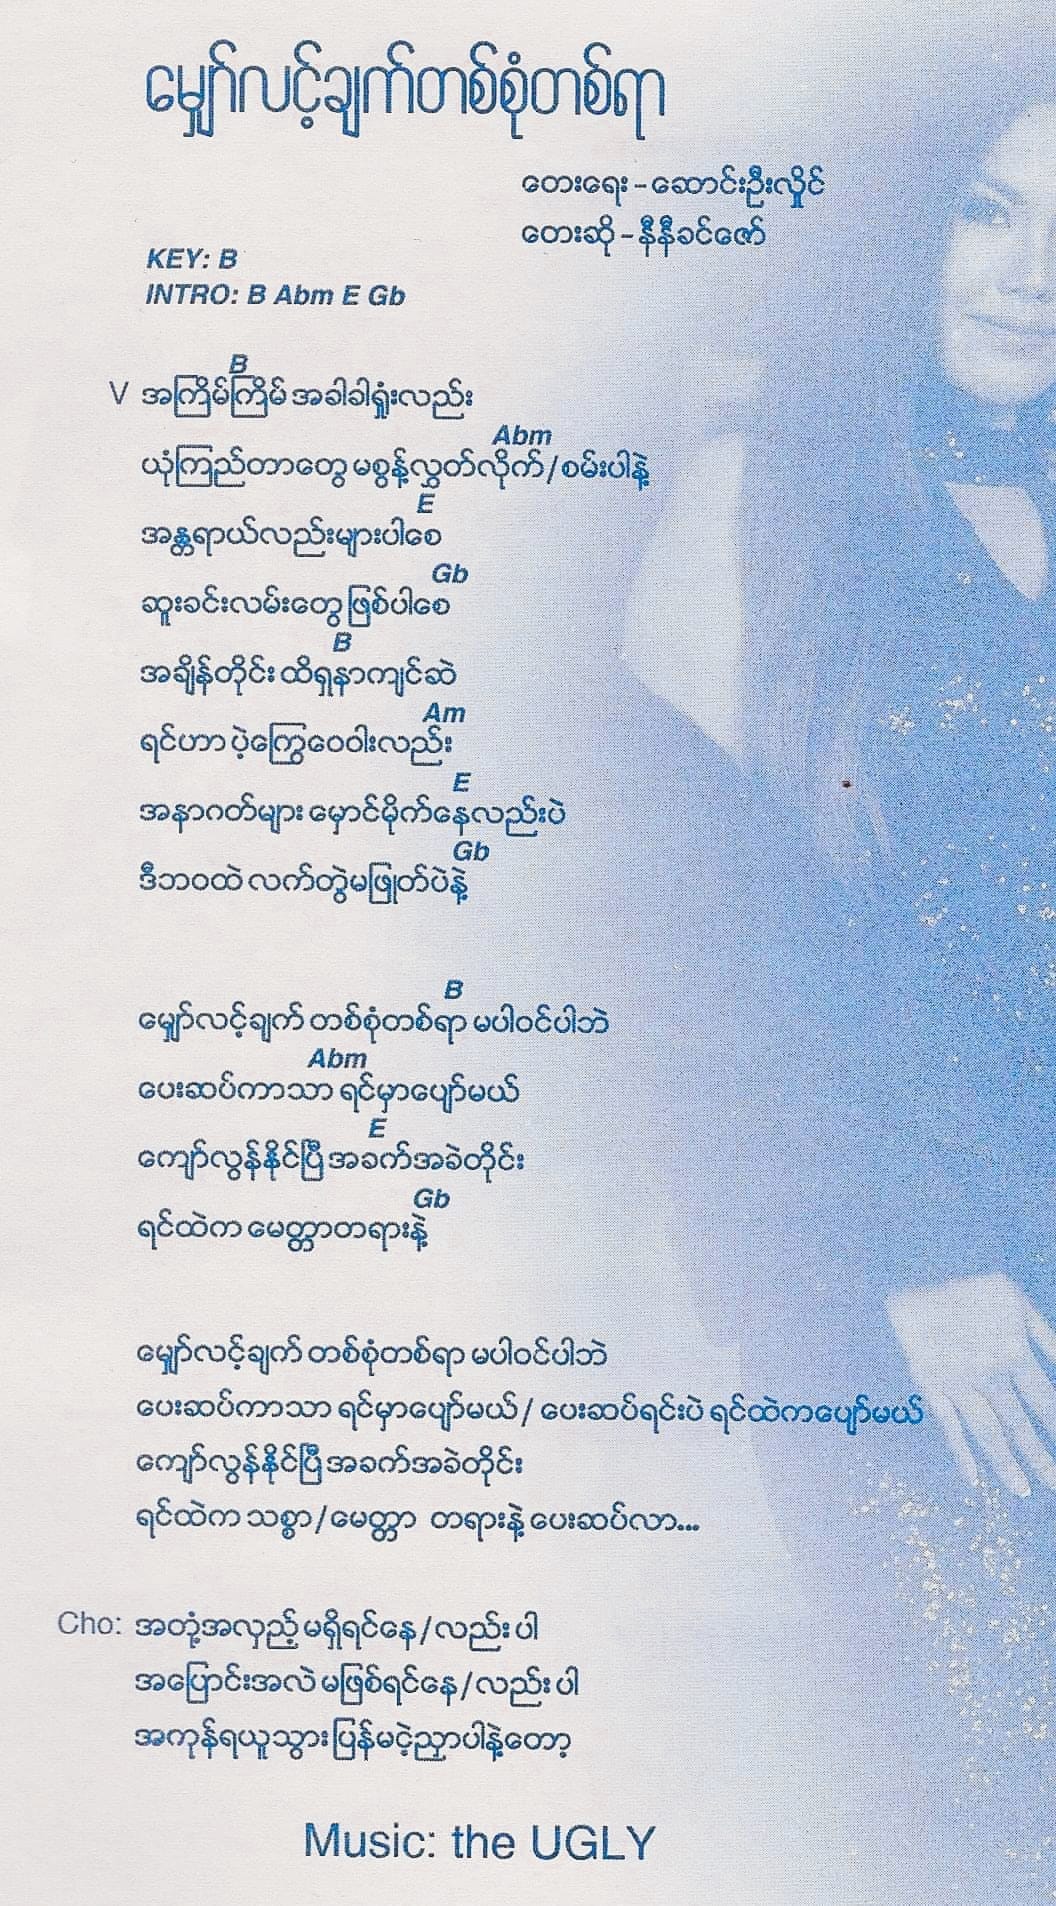 မျှော်လင့်ချက်တစ်စုံတစ်ရာ
တေးရေး - ဆောင်းဦးလှိုင်
တေးဆို - နီနီခင်ဇော်
KEY: B
INTRO: B Abm E Gb
B
V အကြိမ်ကြိမ် အခါခါရှုံးလည်း
Abm
ယုံကြည်တာတွေ မစွန့်လွှတ်လိုက်/စမ်းပါနဲ့
E
အန္တရာယ်လည်းများပါစေ
Gb
ဆူးခင်းလမ်းတွေ ဖြစ်ပါစေ
B
အချိန်တိုင်း ထိရှနာကျင်ဆဲ
Am
ရင်ဟာ ပဲ့ကြွေဝေဝါးလည်း
E
အနာဂတ်များ မှောင်မိုက်နေလည်းပဲ
Gb
ဒီဘဝထဲ လက်တွဲမဖြုတ်ပဲနဲ့
B
မျှော်လင့်ချက် တစ်စုံတစ်ရာ မပါဝင်ပါဘဲ
Abm
ပေးဆပ်ကာသာ ရင်မှာပျော်မယ်
E
ကျော်လွန်နိုင်ပြီ အခက်အခဲတိုင်း
Gb
ရင်ထဲက မေတ္တာတရားနဲ့
မျှော်လင့်ချက် တစ်စုံတစ်ရာ မပါဝင်ပါဘဲ
ပေးဆပ်ကာသာ ရင်မှာပျော်မယ်/ ပေးဆပ်ရင်းပဲ ရင်ထဲကပျော်မယ်
ကျော်လွန်နိုင်ပြီ အခက်အခဲတိုင်း
ရင်ထဲက သစ္စာ/မေတ္တာ တရားနဲ့ ပေးဆပ်လာ...
Cho: အတုံ့အလှည့် မရှိရင်နေ/လည်း ပါ
အပြောင်းအလဲ မဖြစ်ရင်နေ/လည်း ပါ
အကုန်ရယူသွား ပြန်မငဲ့ညှာပါနဲ့တော့
Music: the UGLY